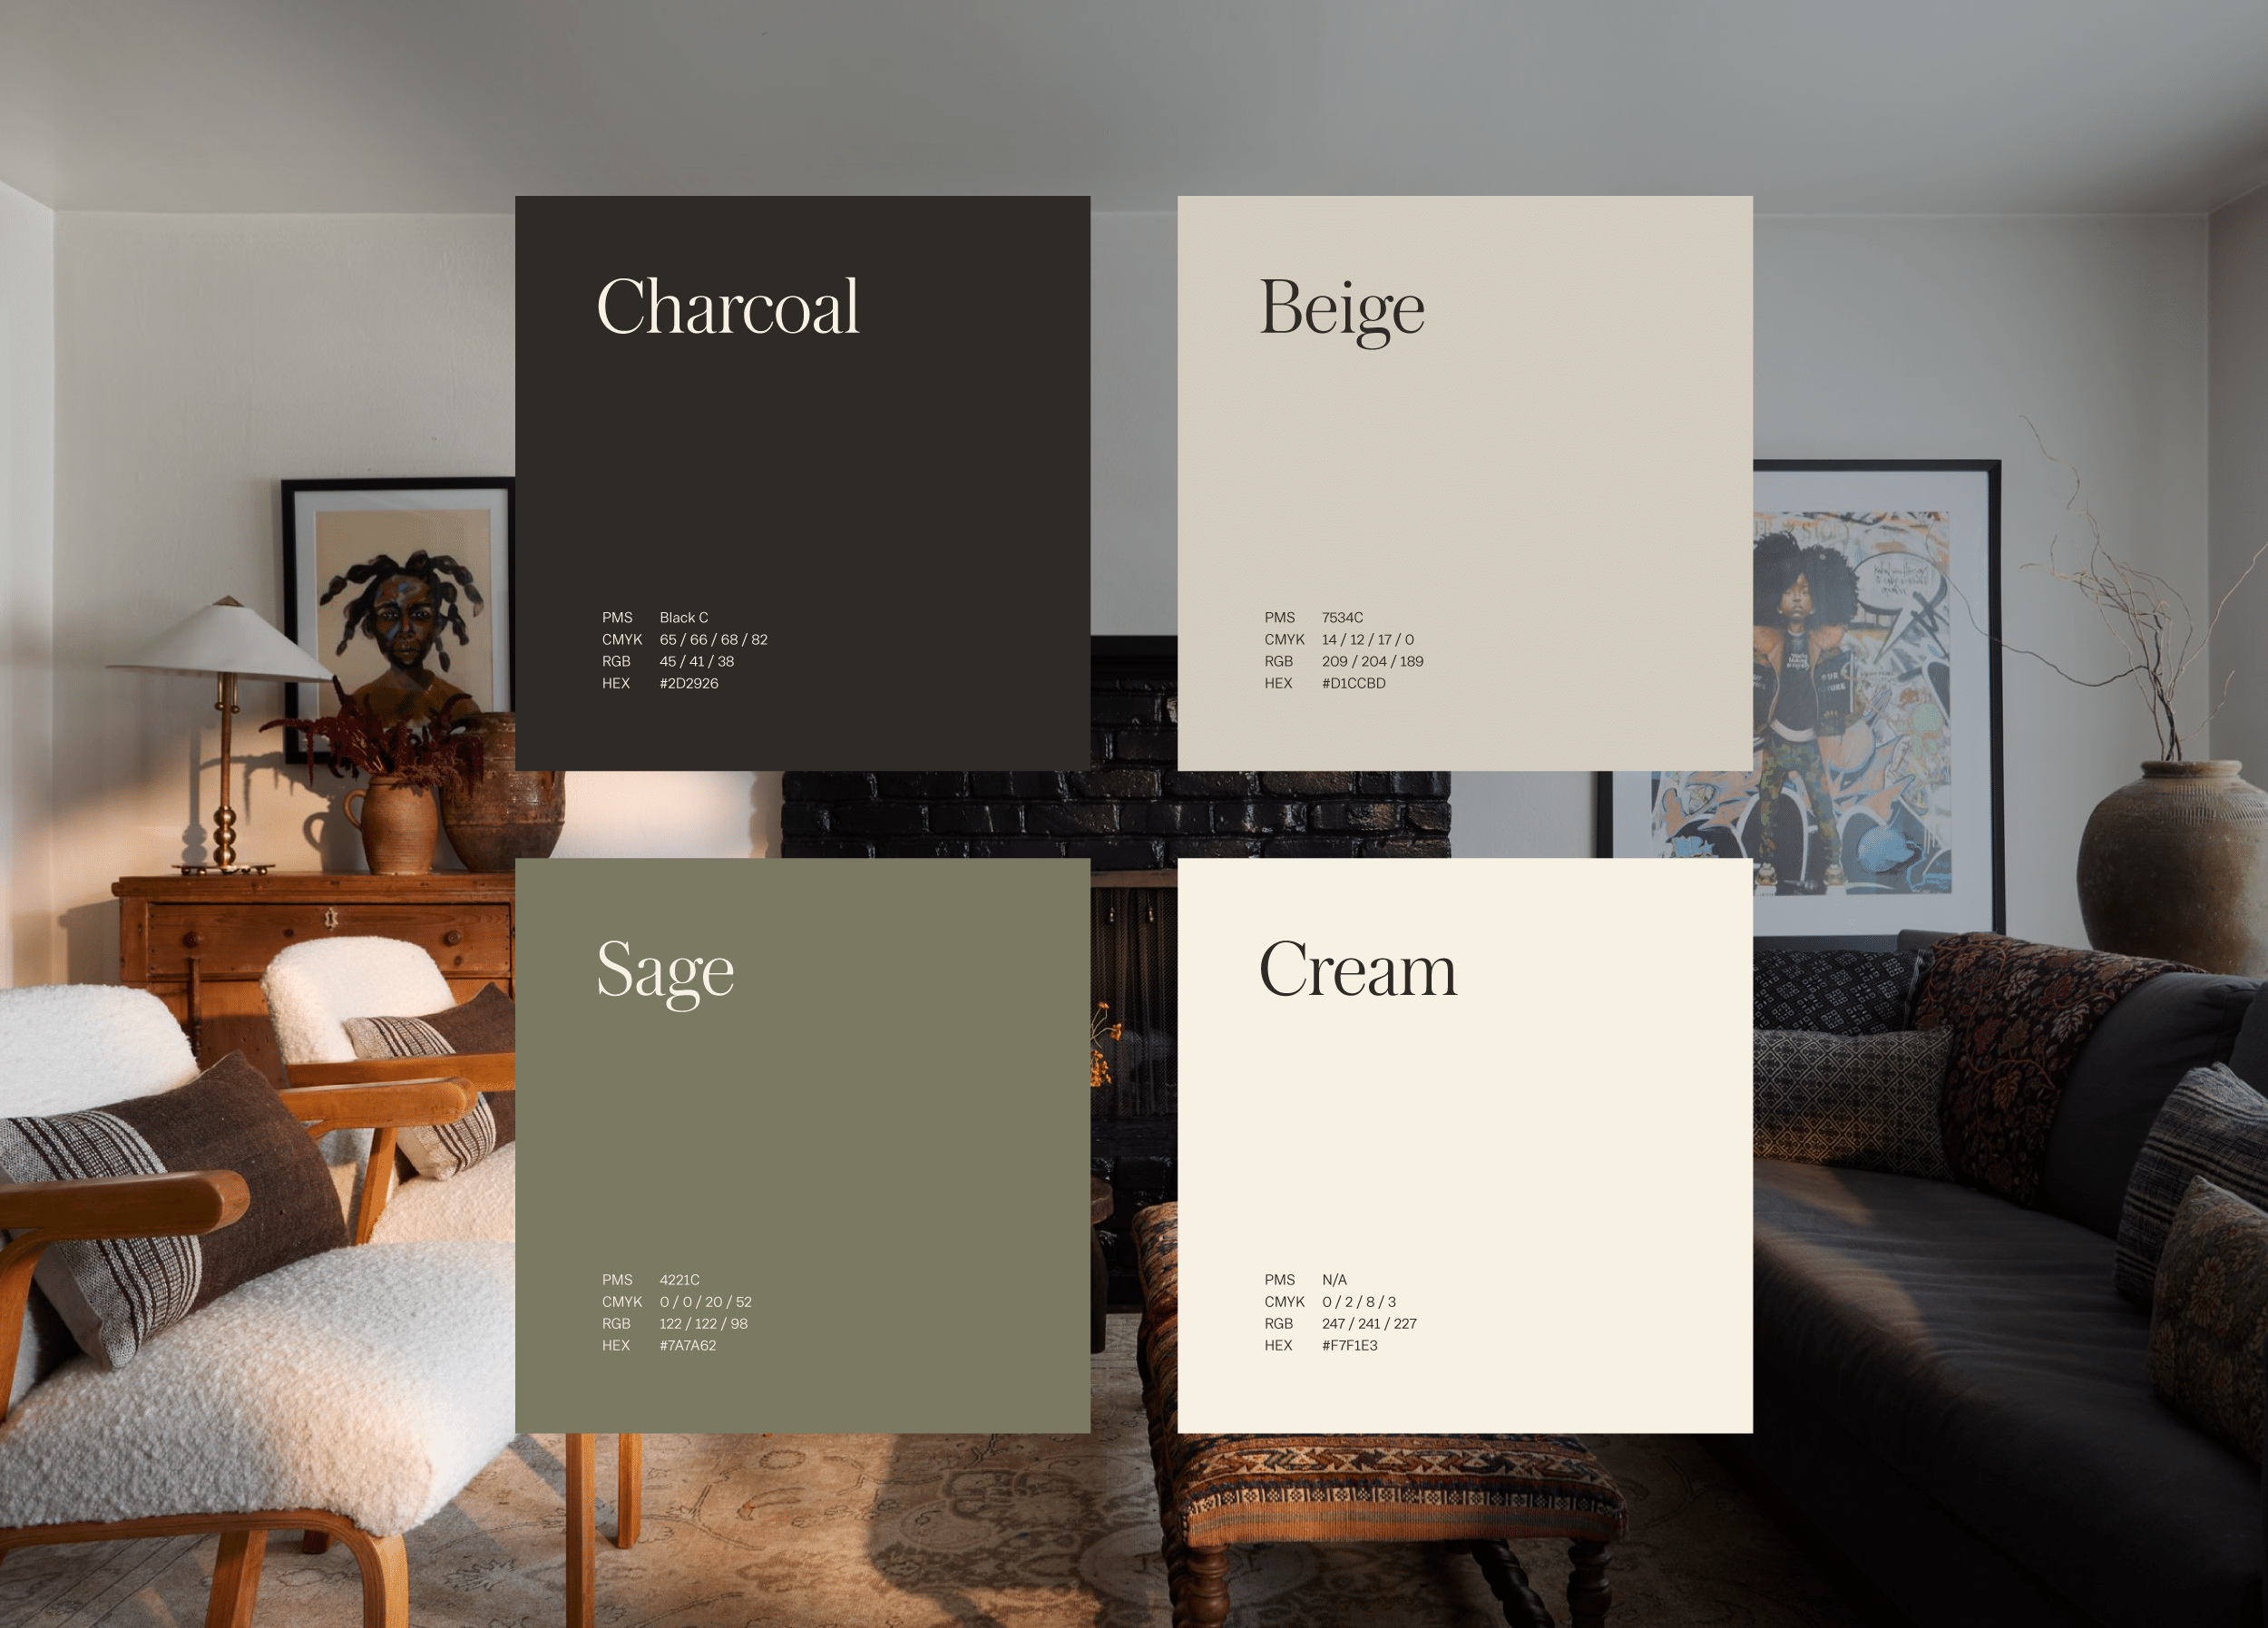 Charcoal
PMS Black C
CMYK 65 / 66 / 68 / 82
RGB 45 / 41 / 38
HEX #2D2926
Beige
PMS 7534C
CMYK 14 / 12 / 17 / 0
RGB 209 / 204 / 189
HEX #D1CCBD
Sage
PMS 4221C
CMYK 0 / 0 / 20 / 52
RGB 122 / 122 / 98
HEX #7A7A62
Cream
PMS N/A
CMYK 0 / 2 / 8 / 3
RGB 247 / 241 / 227
HEX #F7F1E3